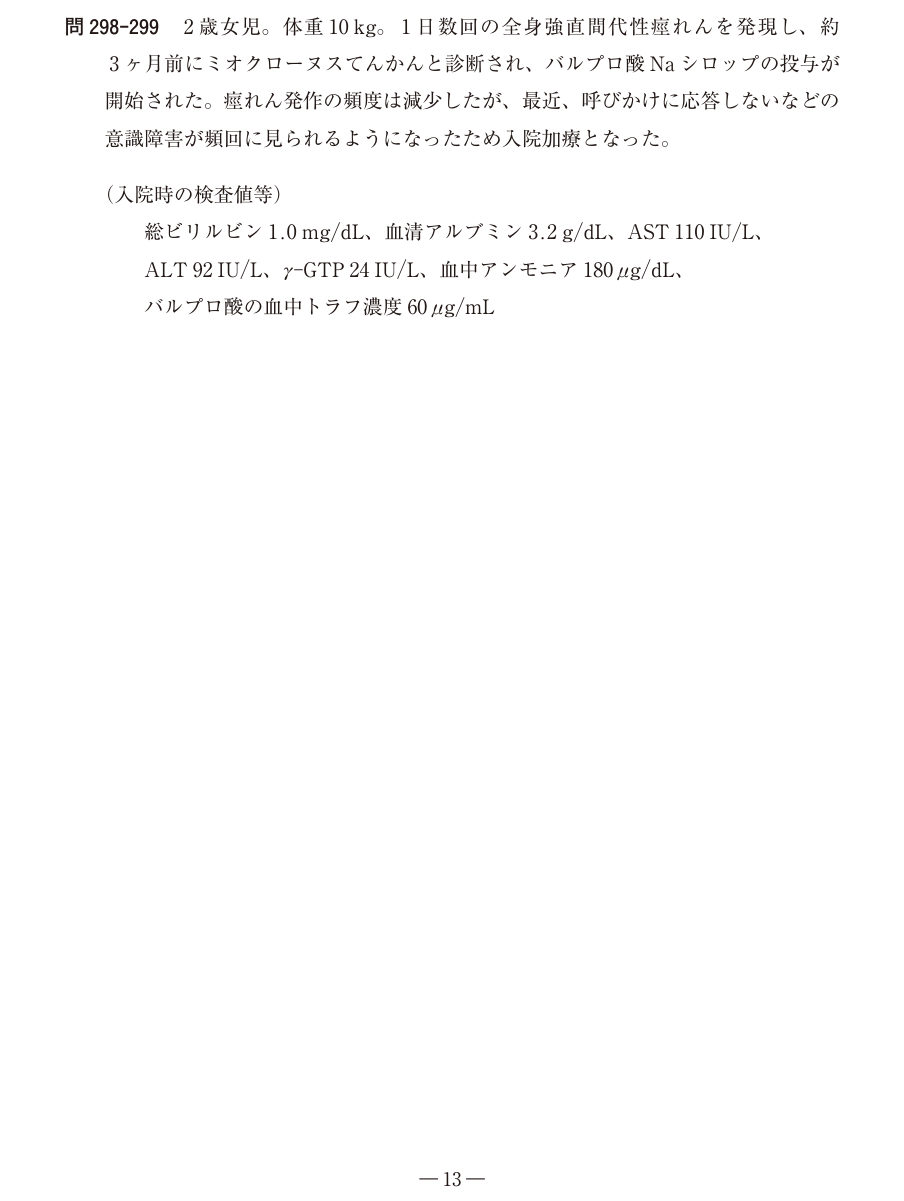 問 298-299　2歳女児。体重 10 kg。1日数回の全身強直間代性痙れんを発現し、約
3ヶ月前にミオクローヌスてんかんと診断され、バルプロ酸 Na シロップの投与が
開始された。痙れん発作の頻度は減少したが、最近、呼びかけに応答しないなどの
意識障害が頻回に見られるようになったため入院加療となった。
（入院時の検査値等）
総ビリルビン 1.0 mg/dL、血清アルブミン 3.2 g/dL、AST 110 IU/L、
ALT 92 IU/L、γ-GTP 24 IU/L、血中アンモニア 180 μg/dL、
バルプロ酸の血中トラフ濃度 60 μg/mL
― 13 ―